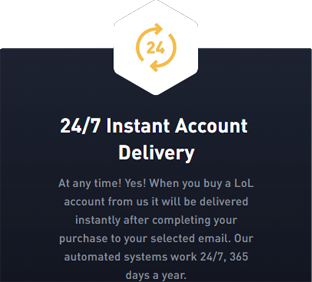 24
24/7 Instant Account
Delivery
At any time! Yes! When you buy a LoL
account from us it will be delivered
instantly after completing your
purchase to your selected email. Our
automated systems work 24/7, 365
days a year.